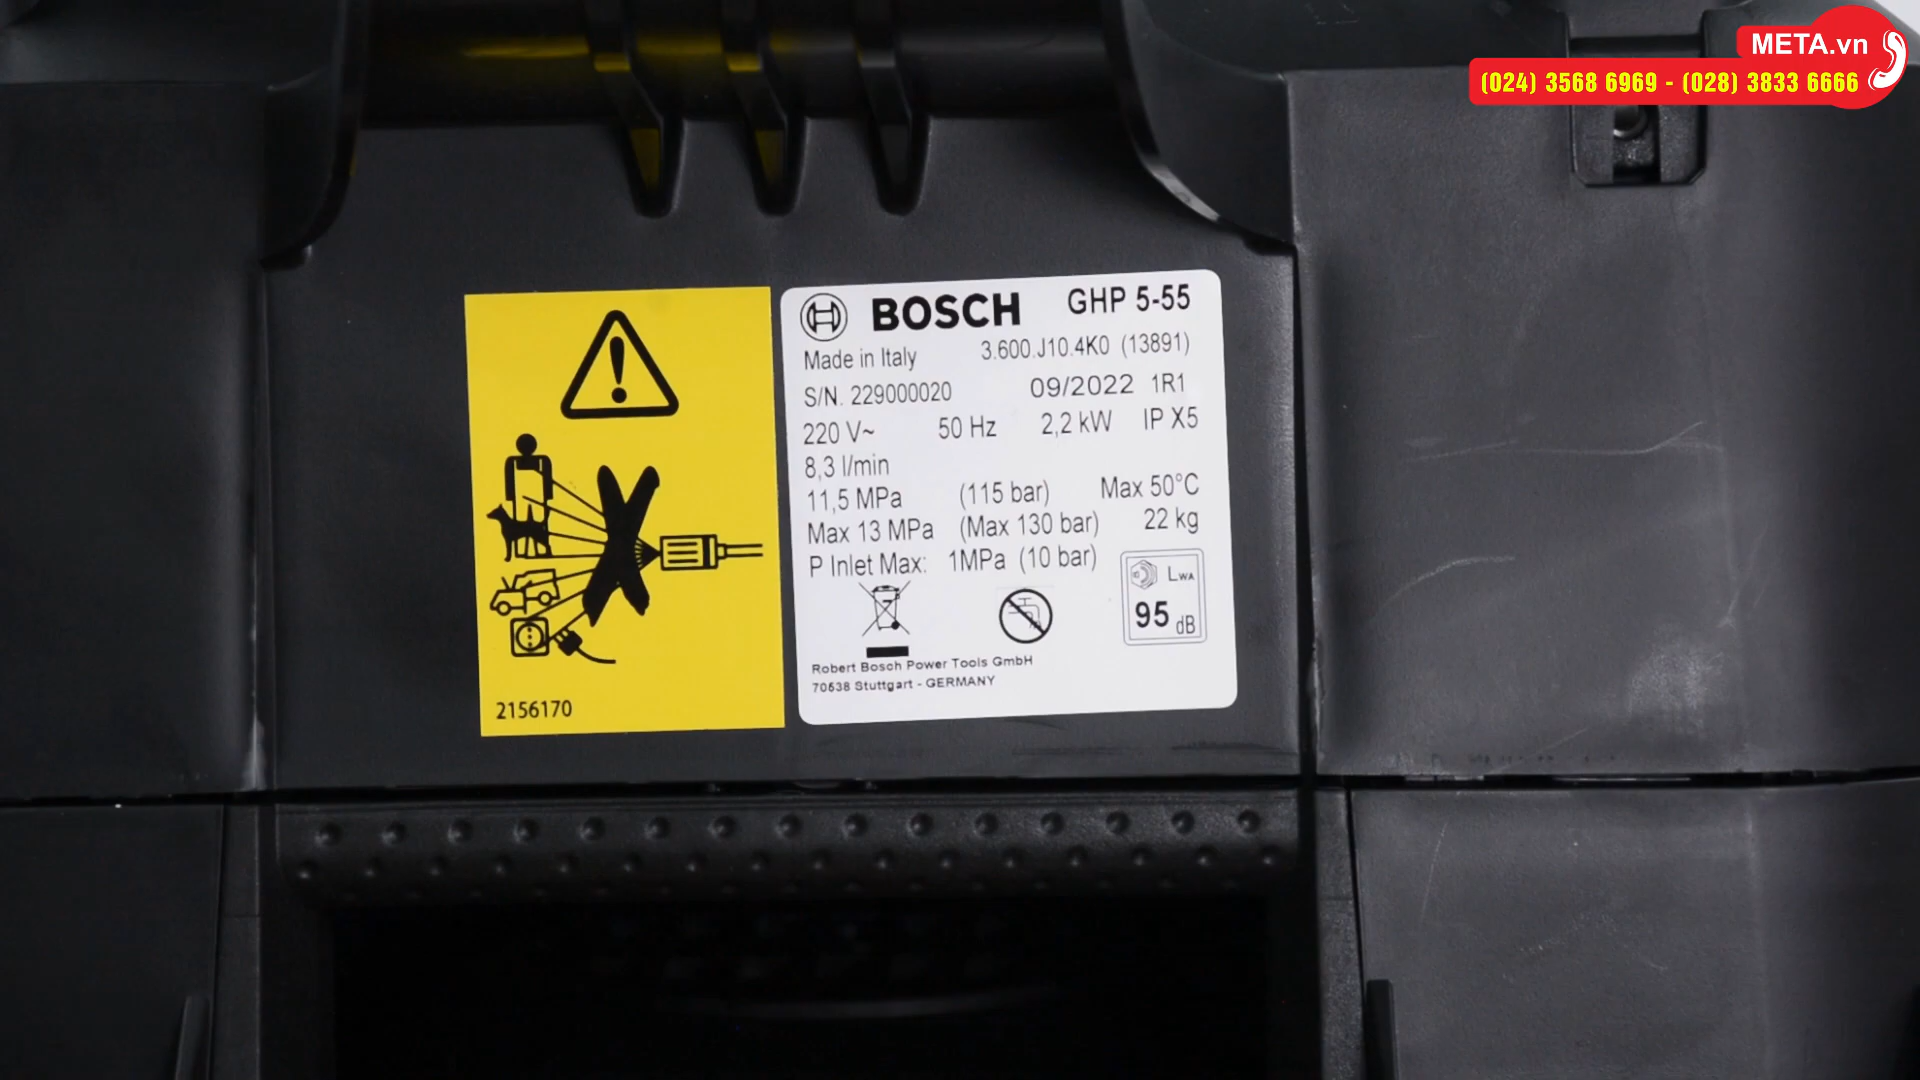 META.vn
(024) 3568 6969 - (028) 3833 6666
BOSCH GHP 5-55
Made in Italy 3.600.J10.4K0 (13891)
S/N. 229000020 09/2022 1R1
220 V~ 50 Hz 2,2 kW IP X5
8,3 l/min
11,5 MPa (115 bar) Max 50°C
Max 13 MPa (Max 130 bar) 22 kg
P Inlet Max: 1MPa (10 bar)
LWA
95 dB
Robert Bosch Power Tools GmbH
70538 Stuttgart - GERMANY
2156170